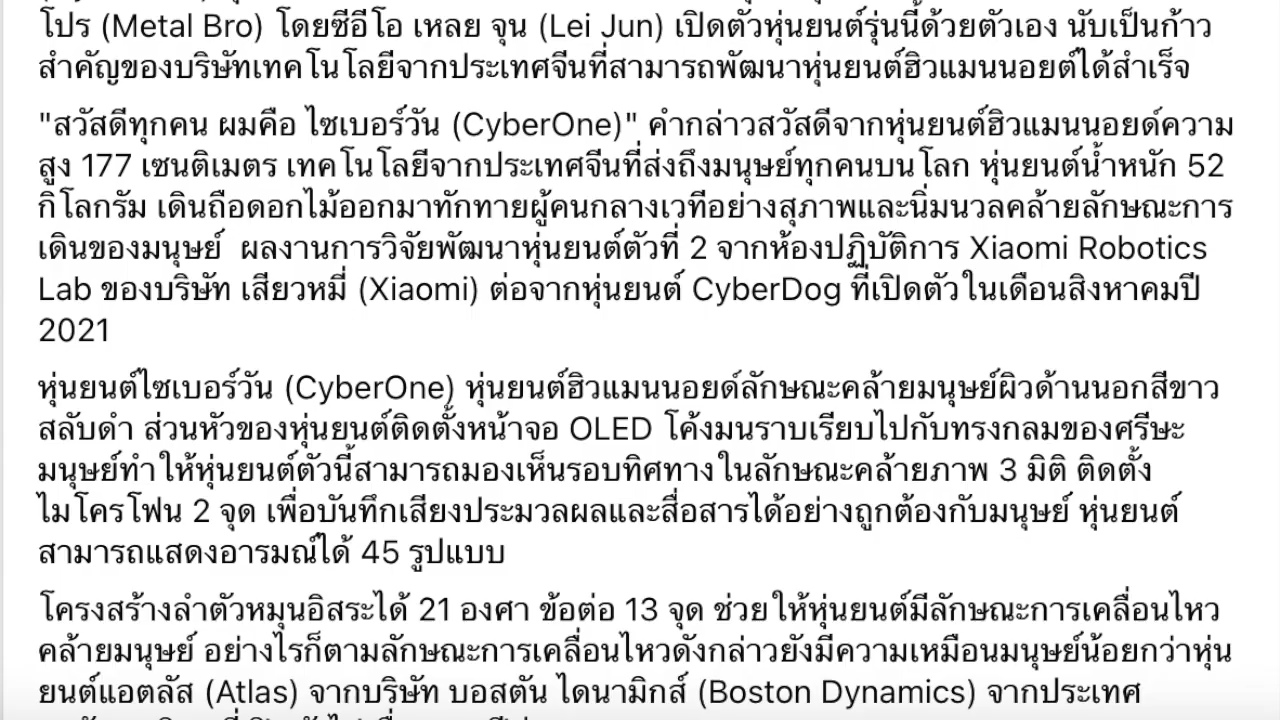 โปร (Metal Bro) โดยซีอีโอ เหลย จุน (Lei Jun) เปิดตัวหุ่นยนต์รุ่นนี้ด้วยตัวเอง นับเป็นก้าว
สำคัญของบริษัทเทคโนโลยีจากประเทศจีนที่สามารถพัฒนาหุ่นยนต์ฮิวแมนนอยต์ได้สำเร็จ
"สวัสดีทุกคน ผมคือ ไซเบอร์วัน (CyberOne)" คำกล่าวสวัสดีจากหุ่นยนต์ฮิวแมนนอยด์ความ
สูง 177 เซนติเมตร เทคโนโลยีจากประเทศจีนที่ส่งถึงมนุษย์ทุกคนบนโลก หุ่นยนต์น้ำหนัก 52
กิโลกรัม เดินถือดอกไม้ออกมาทักทายผู้คนกลางเวทีอย่างสุภาพและนิ่มนวลคล้ายลักษณะการ
เดินของมนุษย์ ผลงานการวิจัยพัฒนาหุ่นยนต์ตัวที่ 2 จากห้องปฏิบัติการ Xiaomi Robotics
Lab ของบริษัท เสียวหมี่ (Xiaomi) ต่อจากหุ่นยนต์ CyberDog ที่เปิดตัวในเดือนสิงหาคมปี
2021
หุ่นยนต์ไซเบอร์วัน (CyberOne) หุ่นยนต์ฮิวแมนนอยด์ลักษณะคล้ายมนุษย์ผิวด้านนอกสีขาว
สลับดำ ส่วนหัวของหุ่นยนต์ติดตั้งหน้าจอ OLED โค้งมนราบเรียบไปกับทรงกลมของศรีษะ
มนุษย์ทำให้หุ่นยนต์ตัวนี้สามารถมองเห็นรอบทิศทางในลักษณะคล้ายภาพ 3 มิติ ติดตั้ง
ไมโครโฟน 2 จุด เพื่อบันทึกเสียงประมวลผลและสื่อสารได้อย่างถูกต้องกับมนุษย์ หุ่นยนต์
สามารถแสดงอารมณ์ได้ 45 รูปแบบ
โครงสร้างลำตัวหมุนอิสระได้ 21 องศา ข้อต่อ 13 จุด ช่วยให้หุ่นยนต์มีลักษณะการเคลื่อนไหว
คล้ายมนุษย์ อย่างไรก็ตามลักษณะการเคลื่อนไหวดังกล่าวยังมีความเหมือนมนุษย์น้อยกว่าหุ่น
ยนต์แอตลัส (Atlas) จากบริษัท บอสตัน ไดนามิกส์ (Boston Dynamics) จากประเทศ